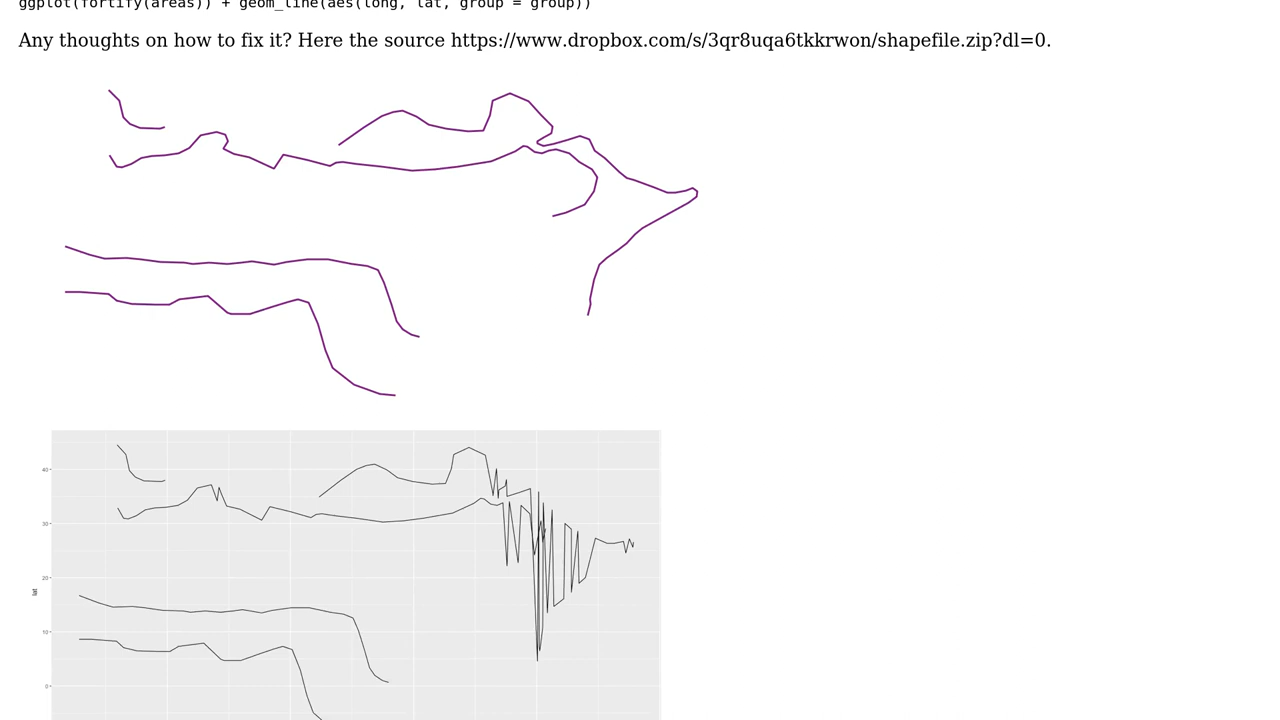 ggplot(fortify(areas)) + geom_line(aes(long, lat, group = group))
Any thoughts on how to fix it? Here the source https://www.dropbox.com/s/3qr8uqa6tkkrwon/shapefile.zip?dl=0.
40
30
20
10
0
lat